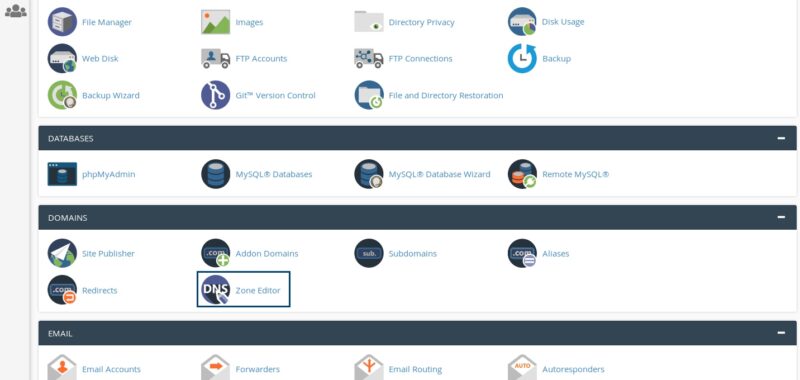 File Manager
Images
Directory Privacy
Disk Usage
Web Disk
FTP Accounts
FTP Connections
Backup
Backup Wizard
Git™ Version Control
File and Directory Restoration
DATABASES
phpMyAdmin
MySQL® Databases
MySQL® Database Wizard
Remote MySQL®
DOMAINS
Site Publisher
.com
Addon Domains
sub.
Subdomains
.com
Aliases
.com
Redirects
DNS
Zone Editor
EMAIL
Email Accounts
Forwarders
Email Routing
AUTO
Autoresponders